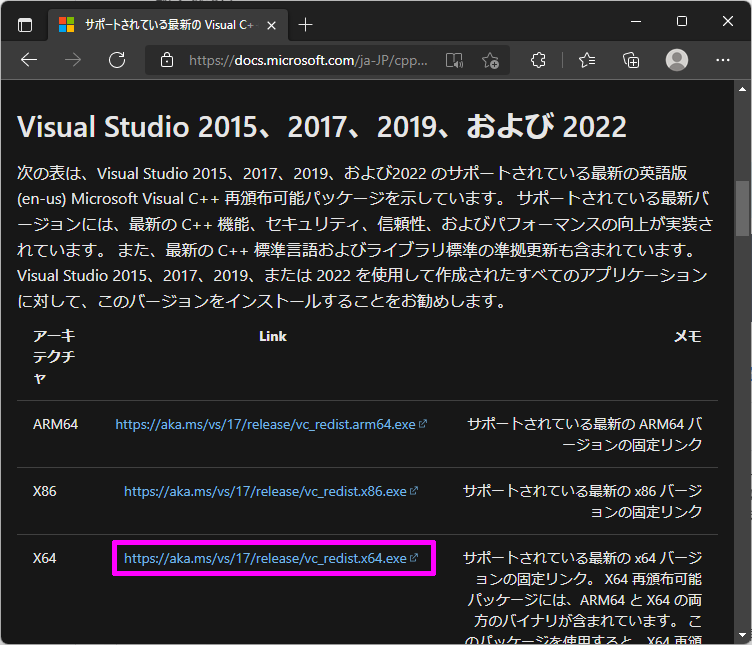 サポートされている最新の Visual C+
https://docs.microsoft.com/ja-JP/cpp...
Visual Studio 2015、2017、2019、および 2022
次の表は、Visual Studio 2015、2017、2019、および2022 のサポートされている最新の英語版
(en-us) Microsoft Visual C++ 再頒布可能パッケージを示しています。 サポートされている最新バ
ージョンには、最新の C++ 機能、セキュリティ、信頼性、およびパフォーマンスの向上が実装さ
れています。 また、最新の C++ 標準言語およびライブラリ標準の準拠更新も含まれています。
Visual Studio 2015、2017、2019、または 2022 を使用して作成されたすべてのアプリケーション
に対して、このバージョンをインストールすることをお勧めします。
アーキ
テクチ
ャ
Link
メモ
ARM64
https://aka.ms/vs/17/release/vc_redist.arm64.exe
サポートされている最新の ARM64 バ
ージョンの固定リンク
X86
https://aka.ms/vs/17/release/vc_redist.x86.exe
サポートされている最新の x86 バージ
ョンの固定リンク
X64
https://aka.ms/vs/17/release/vc_redist.x64.exe
サポートされている最新の x64 バージ
ョンの固定リンク。 X64 再頒布可能
パッケージには、ARM64 と X64 の両
方のバイナリが含まれています。 こ
のパッケージを使用すると、X64 再頒